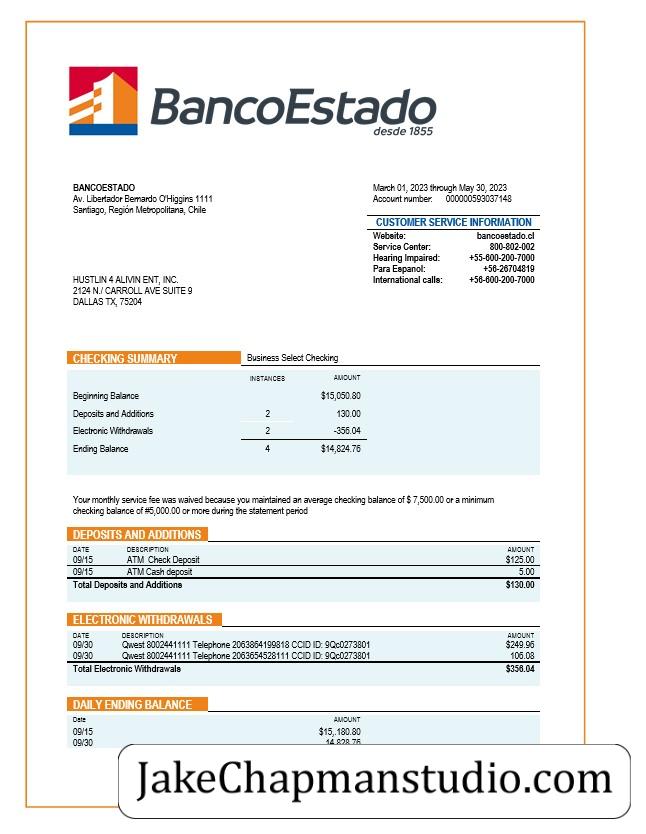 BancoEstado
desde 1855
BANCOESTADO
Av. Libertador Bernardo O'Higgins 1111
Santiago, Región Metropolitana, Chile
March 01, 2023 through May 30, 2023
Account number: 000000593037148
CUSTOMER SERVICE INFORMATION
Website: bancoestado.cl
Service Center: 800-802-002
Hearing Impaired: +55-600-200-7000
Para Espanol: +56-26704819
International calls: +56-600-200-7000
HUSTLIN 4 ALIVIN ENT, INC.
2124 N./ CARROLL AVE SUITE 9
DALLAS TX, 75204
CHECKING SUMMARY Business Select Checking
INSTANCES AMOUNT
Beginning Balance $15,050.80
Deposits and Additions 2 130.00
Electronic Withdrawals 2 -356.04
Ending Balance 4 $14,824.76
Your monthly service fee was waived because you maintained an average checking balance of $ 7,500.00 or a minimum
checking balance of #5,000.00 or more during the statement period
DEPOSITS AND ADDITIONS
DATE DESCRIPTION AMOUNT
09/15 ATM Check Deposit $125.00
09/15 ATM Cash deposit 5.00
Total Deposits and Additions $130.00
ELECTRONIC WITHDRAWALS
DATE DESCRIPTION AMOUNT
09/30 Qwest 8002441111 Telephone 2063864199818 CCID ID: 9Qc0273801 $249.96
09/30 Qwest 8002441111 Telephone 2063654528111 CCID ID: 9Qc0273801 106.08
Total Electronic Withdrawals $356.04
DAILY ENDING BALANCE
Date AMOUNT
09/15 $15,.180.80
09/30 14,828.76
JakeChapmanstudio.com